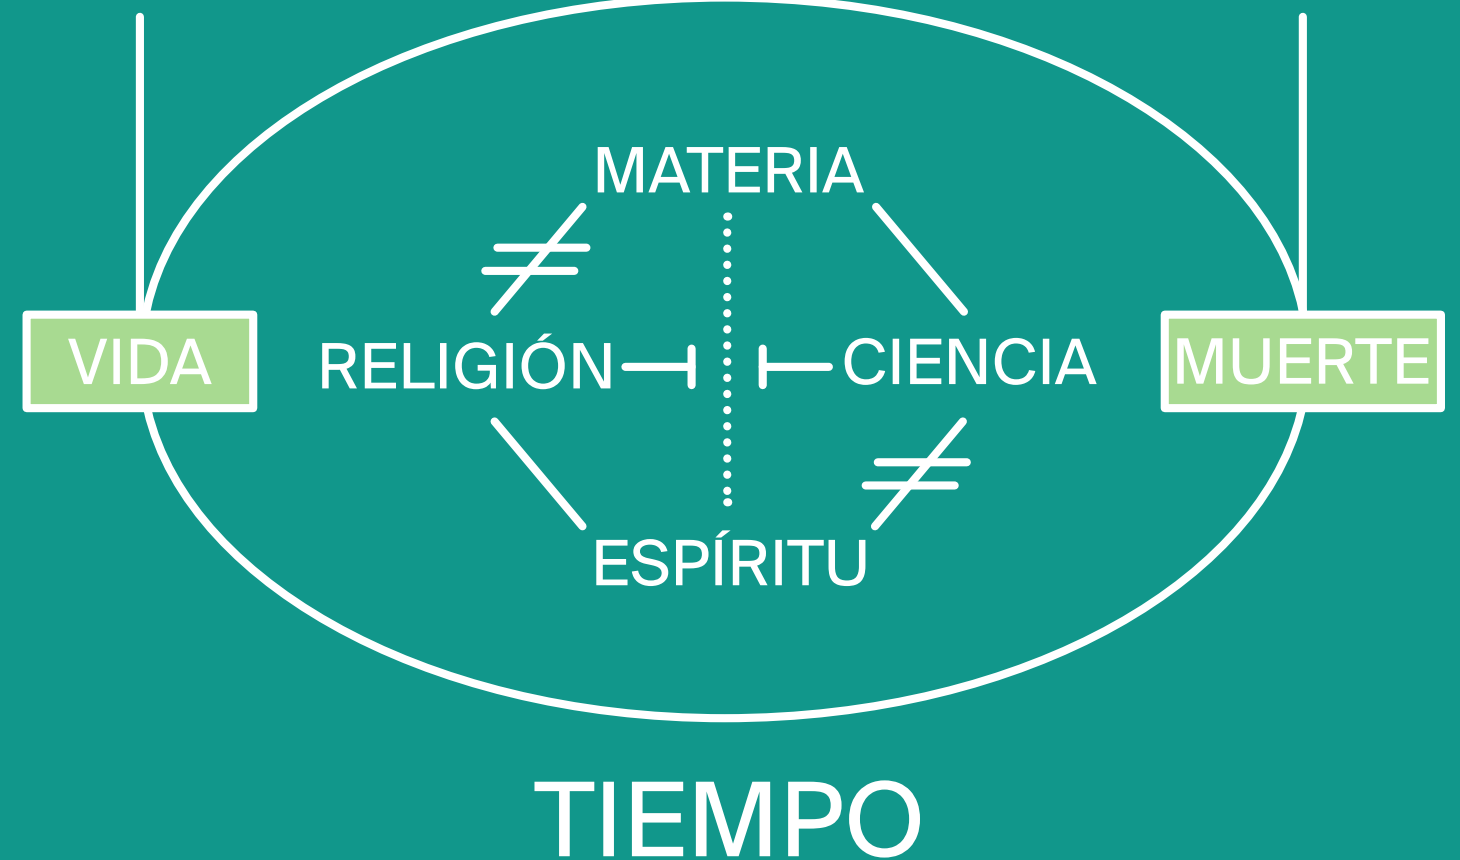 MATERIA
VIDA
RELIGIÓN
CIENCIA
MUERTE
ESPÍRITU
TIEMPO